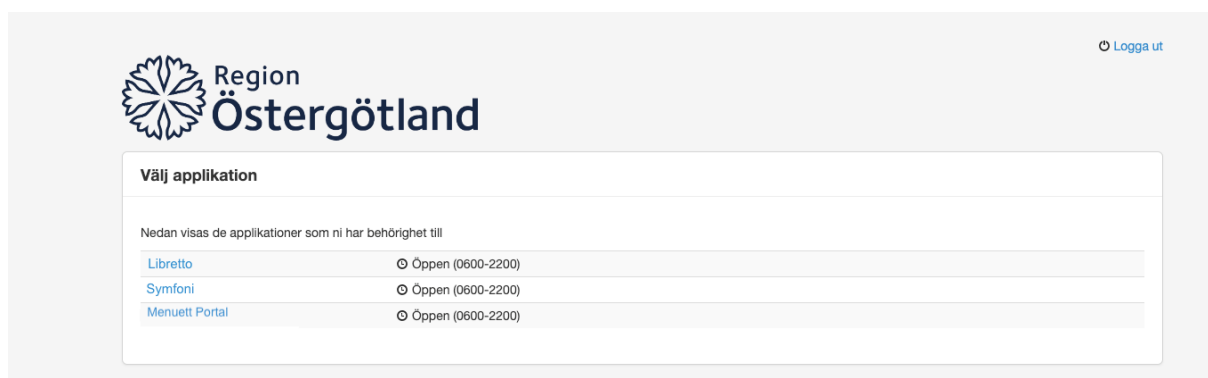 Logga ut
Region
Östergötland
Välj applikation
Nedan visas de applikationer som ni har behörighet till
Libretto Öppen (0600-2200)
Symfoni Öppen (0600-2200)
Menuett Portal Öppen (0600-2200)